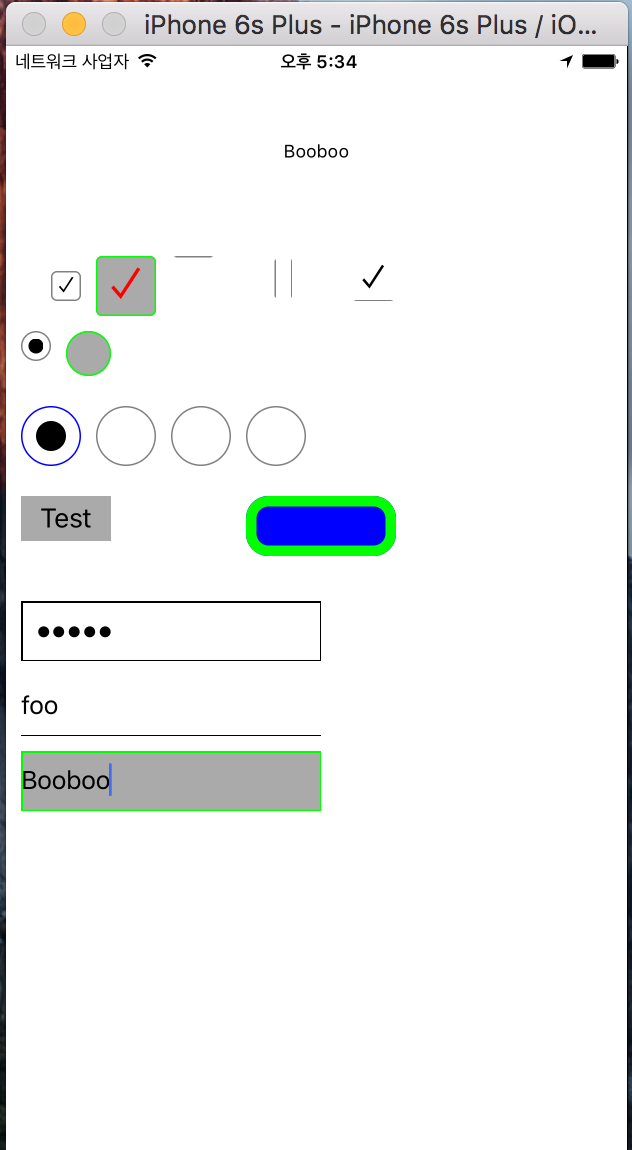 iPhone 6s Plus - iPhone 6s Plus / iO...
네트워크 사업자 오후 5:34
Booboo
Test
•••••
foo
Booboo